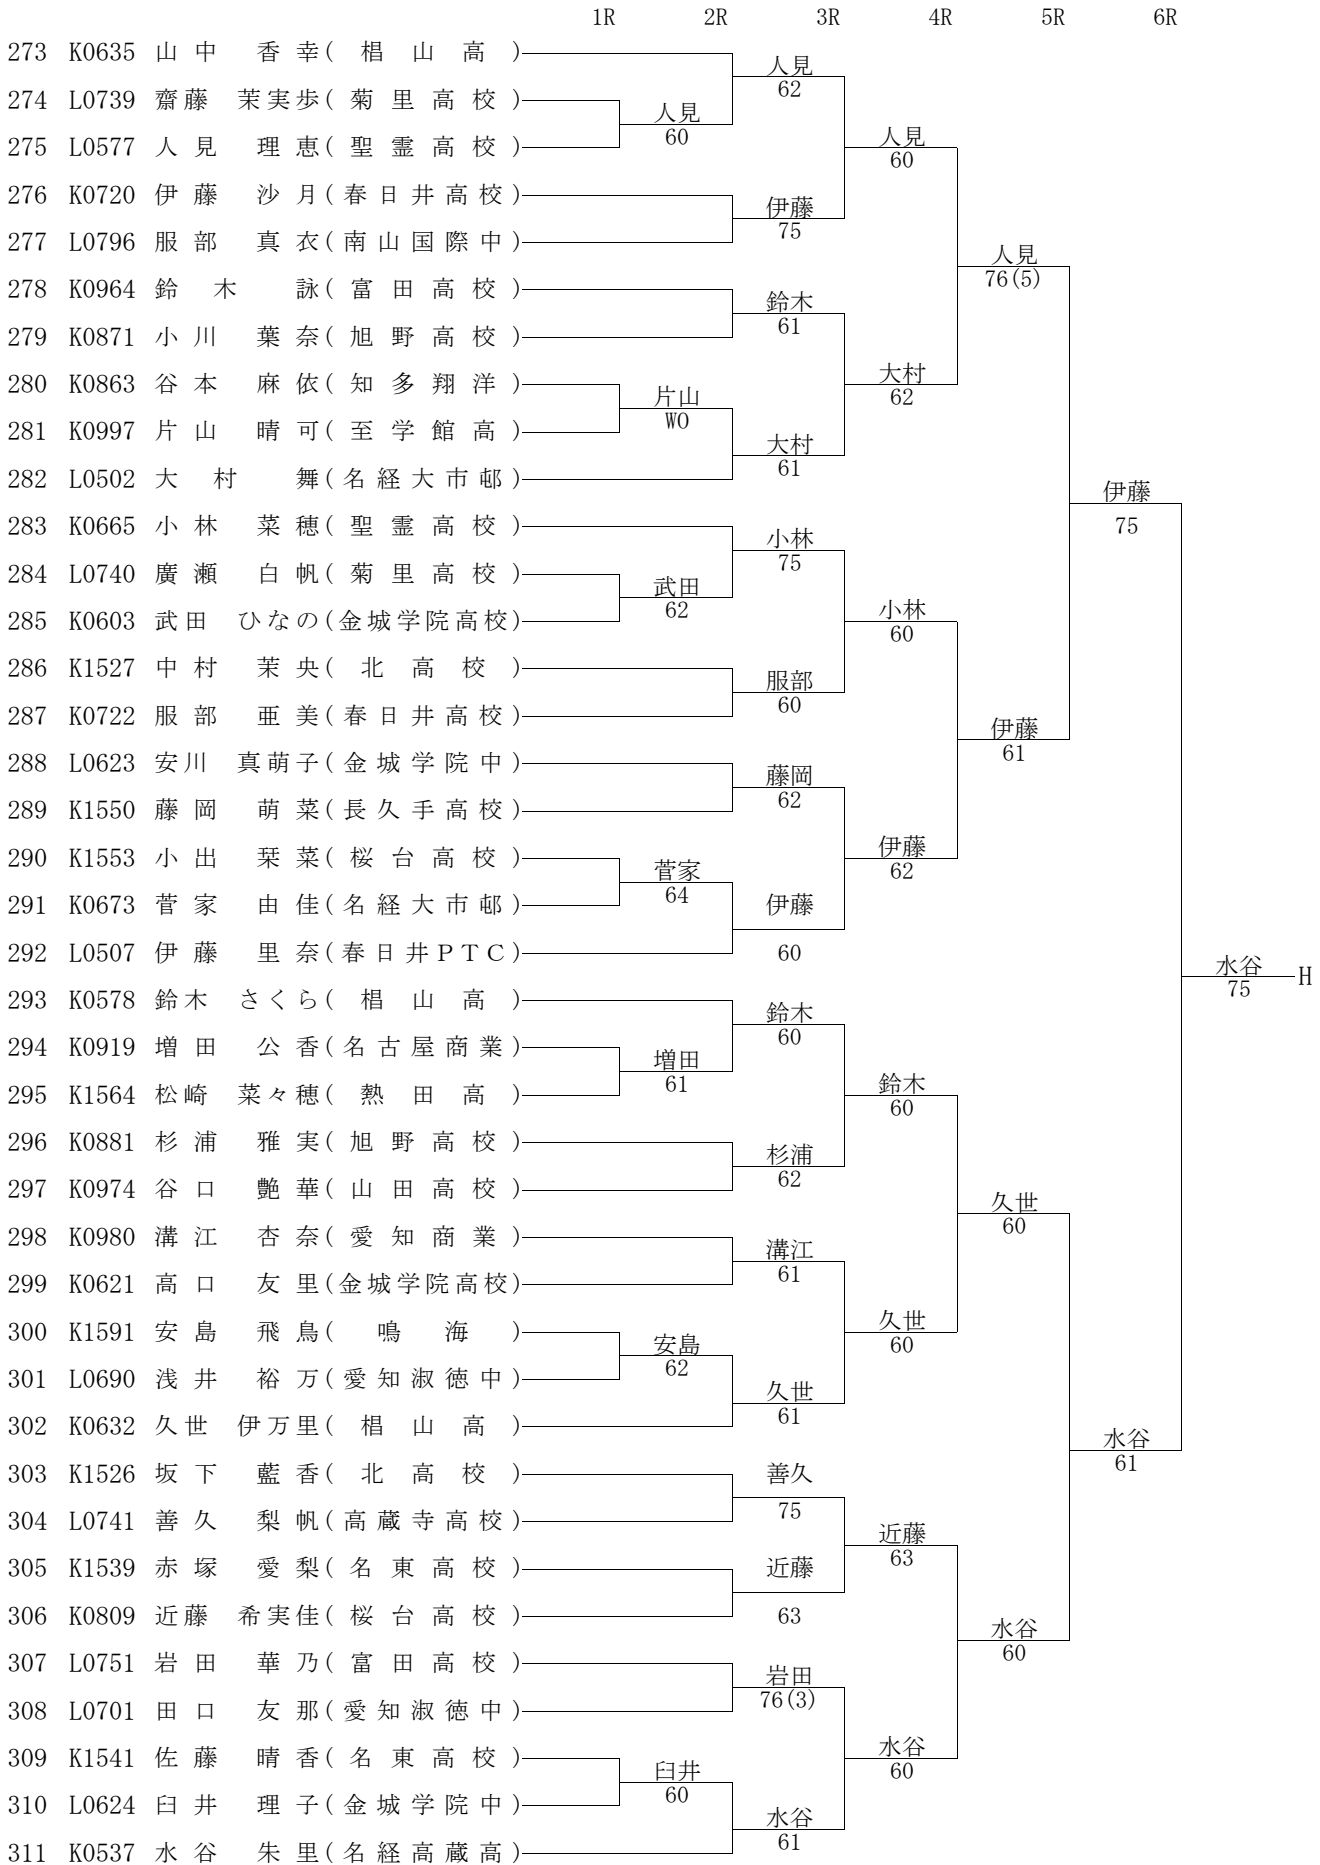 1R 2R 3R 4R 5R 6R
273 K0635 山中 香幸(椙山高)
人見
62
274 L0739 齋藤 茉実歩(菊里高校)
人見
60
275 L0577 人見 理恵(聖霊高校)
人見
60
276 K0720 伊藤 沙月(春日井高校)
伊藤
75
277 L0796 服部 真衣(南山国際中)
人見
76(5)
278 K0964 鈴木 詠(富田高校)
鈴木
61
279 K0871 小川 葉奈(旭野高校)
大村
62
280 K0863 谷本 麻依(知多翔洋)
片山
WO
281 K0997 片山 晴可(至学館高)
大村
61
282 L0502 大村 舞(名経大市邨)
伊藤
75
283 K0665 小林 菜穂(聖霊高校)
小林
75
284 L0740 廣瀬 白帆(菊里高校)
武田
62
285 K0603 武田 ひなの(金城学院高校)
小林
60
286 K1527 中村 茉央(北高校)
服部
60
287 K0722 服部 亜美(春日井高校)
伊藤
61
288 L0623 安川 真萌子(金城学院中)
藤岡
62
289 K1550 藤岡 萌菜(長久手高校)
伊藤
62
290 K1553 小出 栞菜(桜台高校)
菅家
64
291 K0673 菅家 由佳(名経大市邨)
伊藤
60
292 L0507 伊藤 里奈(春日井PTC)
水谷
75
H
293 K0578 鈴木 さくら(椙山高)
鈴木
60
294 K0919 増田 公香(名古屋商業)
増田
61
295 K1564 松崎 菜々穂(熱田高)
鈴木
60
296 K0881 杉浦 雅実(旭野高校)
杉浦
62
297 K0974 谷口 艶華(山田高校)
久世
60
298 K0980 溝江 杏奈(愛知商業)
溝江
61
299 K0621 高口 友里(金城学院高校)
久世
60
300 K1591 安島 飛鳥(鳴海)
安島
62
301 L0690 浅井 裕万(愛知淑徳中)
久世
61
302 K0632 久世 伊万里(椙山高)
水谷
61
303 K1526 坂下 藍香(北高校)
善久
75
304 L0741 善久 梨帆(高蔵寺高校)
近藤
63
305 K1539 赤塚 愛梨(名東高校)
近藤
63
306 K0809 近藤 希実佳(桜台高校)
水谷
60
307 L0751 岩田 華乃(富田高校)
岩田
76(3)
308 L0701 田口 友那(愛知淑徳中)
水谷
60
309 K1541 佐藤 晴香(名東高校)
臼井
60
310 L0624 臼井 理子(金城学院中)
水谷
61
311 K0537 水谷 朱里(名経高蔵高)